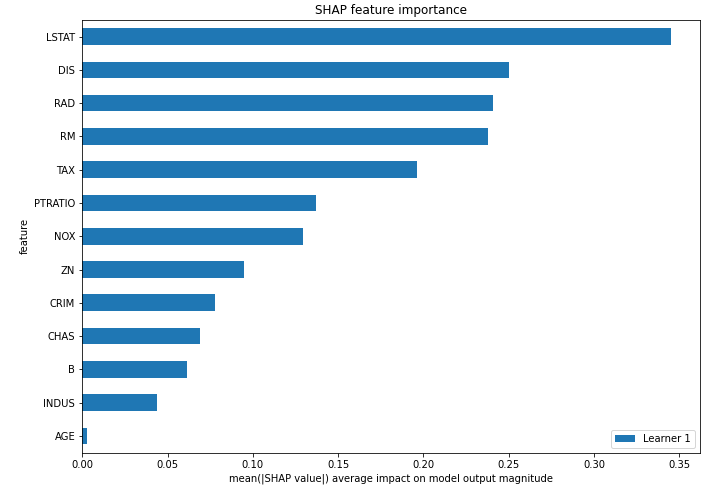 SHAP feature importance
LSTAT
DIS
RAD
RM
TAX
PTRATIO
NOX
ZN
CRIM
CHAS
B
INDUS
AGE
feature
Learner 1
0.00 0.05 0.10 0.15 0.20 0.25 0.30 0.35
mean(|SHAP value|) average impact on model output magnitude